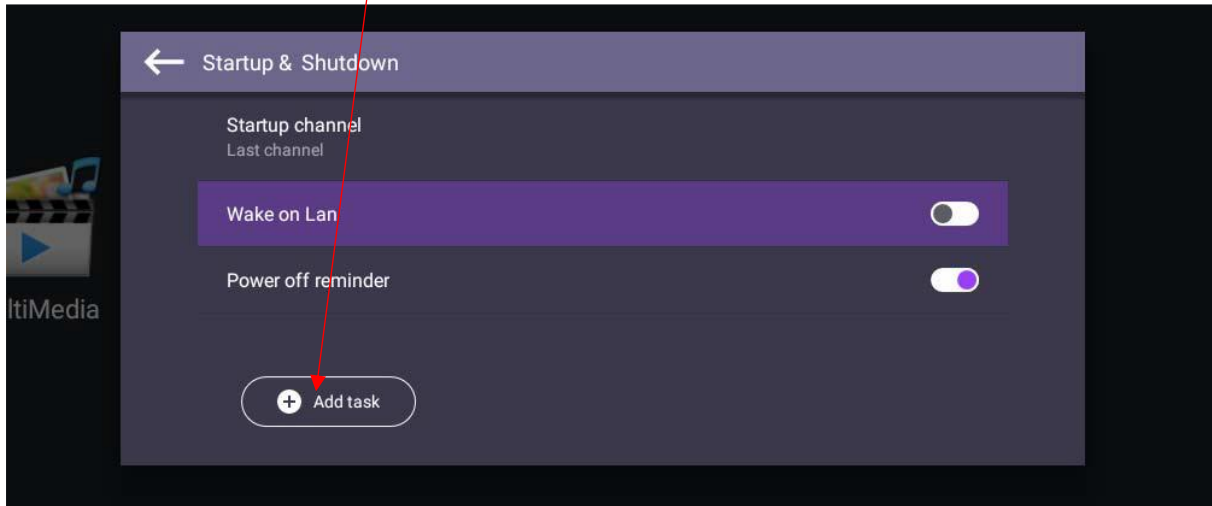 Startup & Shutdown
Startup channel
Last channel
Wake on Lan
Power off reminder
ltiMedia
Add task